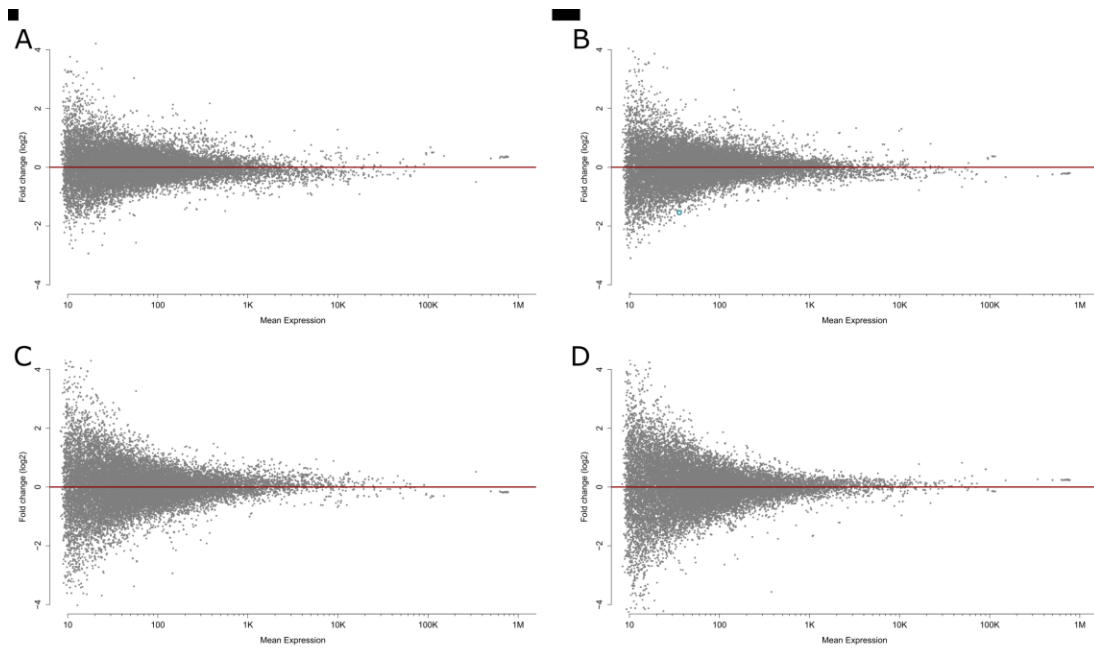 A
B
4
2
0
−2
−4
Fold change (log2)
10
100
1K
10K
100K
1M
Mean Expression
4
2
0
−2
−4
Fold change (log2)
10
100
1K
10K
100K
1M
Mean Expression
C
D
4
2
0
−2
−4
Fold change (log2)
10
100
1K
10K
100K
1M
Mean Expression
4
2
0
−2
−4
Fold change (log2)
10
100
1K
10K
100K
1M
Mean Expression